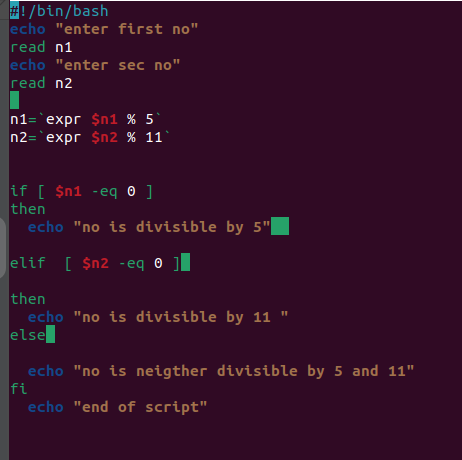 #!/bin/bash
echo "enter first no"
read n1
echo "enter sec no"
read n2
n1=`expr $n1 % 5`
n2=`expr $n2 % 11`
if [ $n1 -eq 0 ]
then
  echo "no is divisible by 5"
elif  [ $n2 -eq 0 ]
then
  echo "no is divisible by 11 "
else
  echo "no is neigther divisible by 5 and 11"
fi
  echo "end of script"